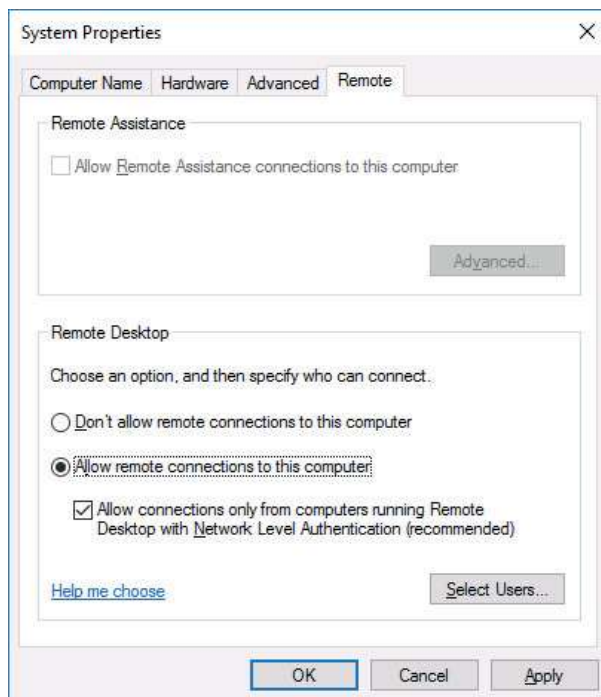 System Properties
Computer Name Hardware Advanced Remote
Remote Assistance
Allow Remote Assistance connections to this computer
Advanced...
Remote Desktop
Choose an option, and then specify who can connect.
Don't allow remote connections to this computer
Allow remote connections to this computer
Allow connections only from computers running Remote
Desktop with Network Level Authentication (recommended)
Help me choose Select Users...
OK Cancel Apply